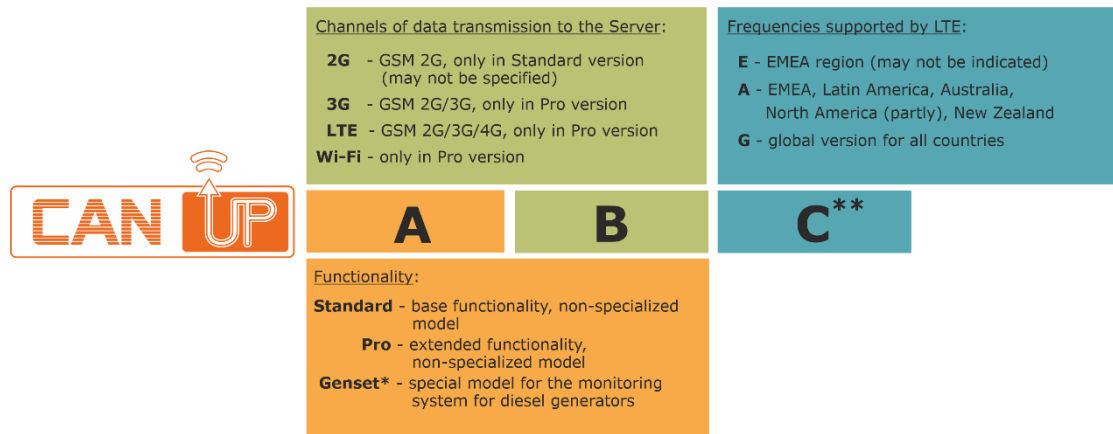 Channels of data transmission to the Server:
2G - GSM 2G, only in Standard version
(may not be specified)
3G - GSM 2G/3G, only in Pro version
LTE - GSM 2G/3G/4G, only in Pro version
Wi-Fi - only in Pro version
Frequencies supported by LTE:
E - EMEA region (may not be indicated)
A - EMEA, Latin America, Australia,
North America (partly), New Zealand
G - global version for all countries
CAN UP
A
B
C**
Functionality:
Standard - base functionality, non-specialized
model
Pro - extended functionality,
non-specialized model
Genset* - special model for the monitoring
system for diesel generators